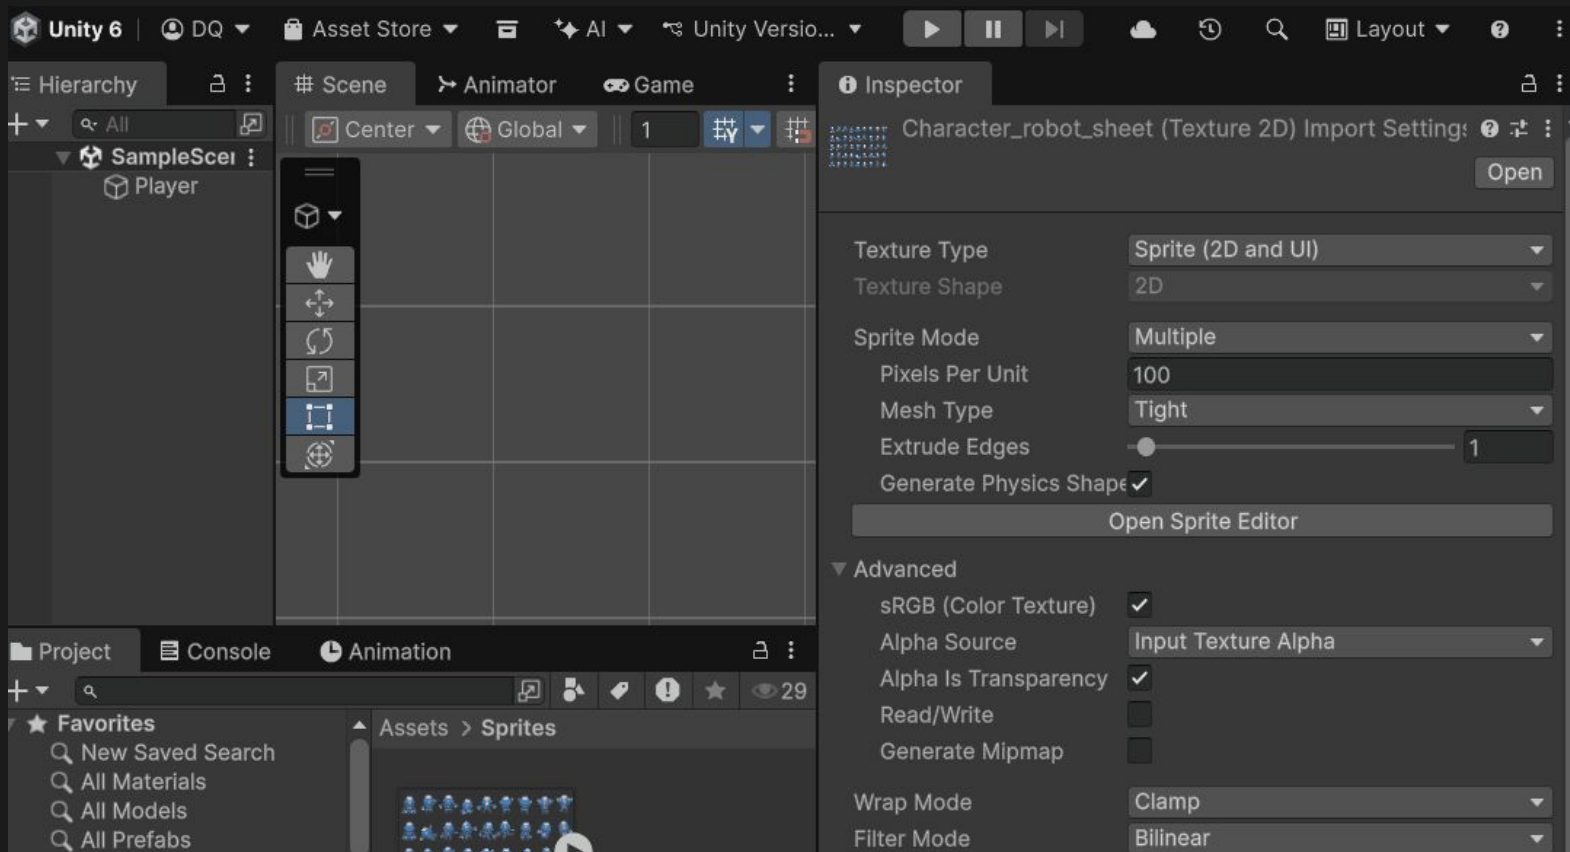 Unity 6 DQ Asset Store AI Unity Versio... Layout
Hierarchy
All
SampleScei
Player
Scene Animator Game
Center Global 1
Inspector
Character_robot_sheet (Texture 2D) Import Settings
Open
Texture Type Sprite (2D and UI)
Texture Shape 2D
Sprite Mode Multiple
Pixels Per Unit 100
Mesh Type Tight
Extrude Edges 1
Generate Physics Shape
Open Sprite Editor
Advanced
sRGB (Color Texture)
Alpha Source Input Texture Alpha
Alpha Is Transparency
Read/Write
Generate Mipmap
Wrap Mode Clamp
Filter Mode Bilinear
Project Console Animation
29
Favorites
New Saved Search
All Materials
All Models
All Prefabs
Assets > Sprites